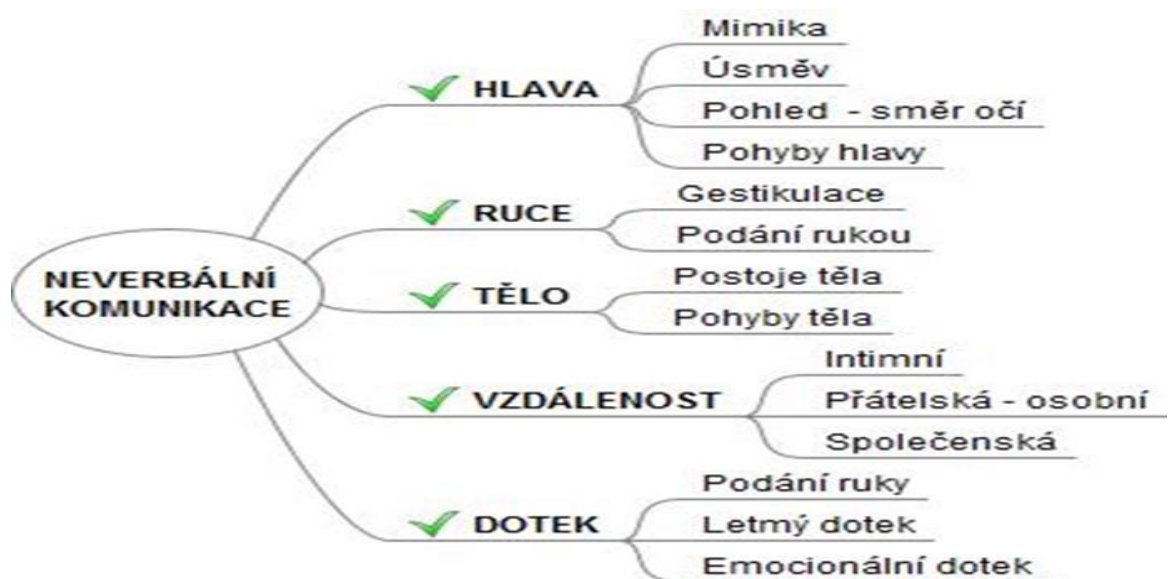 NEVERBÁLNÍ
KOMUNIKACE
HLAVA
Mimika
Úsměv
Pohled - směr očí
Pohyby hlavy
RUCE
Gestikulace
Podání rukou
TĚLO
Postoje těla
Pohyby těla
VZDÁLENOST
Intimní
Přátelská - osobní
Společenská
DOTEK
Podání ruky
Letmý dotek
Emocionální dotek